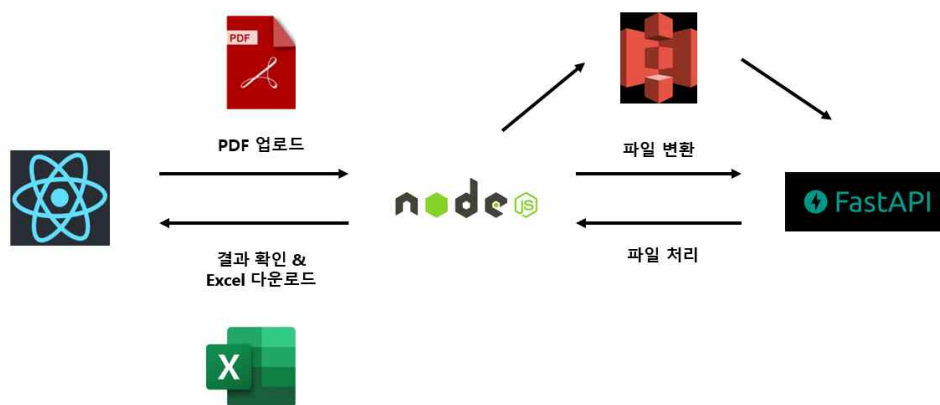 PDF
PDF 업로드
파일 변환
node
JS
FastAPI
결과 확인 &
Excel 다운로드
파일 처리
X